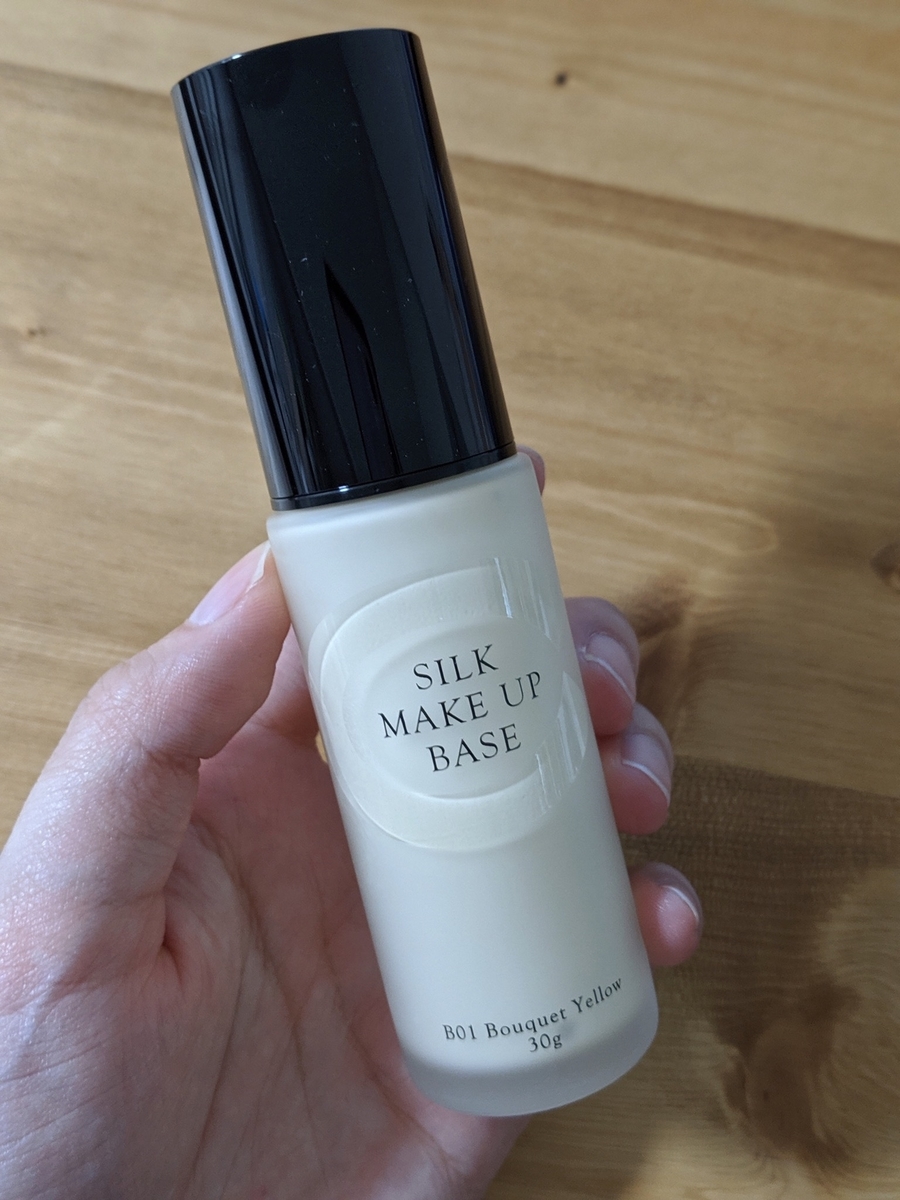 SILK
MAKE UP
BASE
B01 Bouquet Yellow
30g